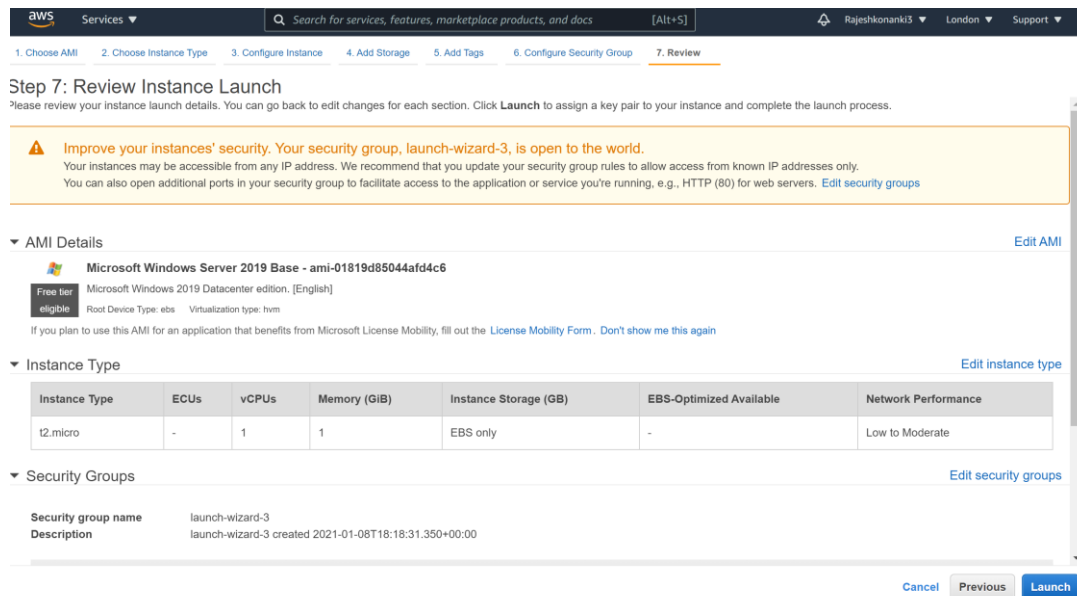 aws Services Search for services, features, marketplace products, and docs [Alt+S] Rajeshkonanki3 London Support
1. Choose AMI 2. Choose Instance Type 3. Configure Instance 4. Add Storage 5. Add Tags 6. Configure Security Group 7. Review
Step 7: Review Instance Launch
Please review your instance launch details. You can go back to edit changes for each section. Click Launch to assign a key pair to your instance and complete the launch process.
Improve your instances' security. Your security group, launch-wizard-3, is open to the world.
Your instances may be accessible from any IP address. We recommend that you update your security group rules to allow access from known IP addresses only.
You can also open additional ports in your security group to facilitate access to the application or service you're running, e.g., HTTP (80) for web servers. Edit security groups
AMI Details Edit AMI
Microsoft Windows Server 2019 Base - ami-01819d85044afd4c6
Free tier eligible
Microsoft Windows 2019 Datacenter edition. [English]
Root Device Type: ebs Virtualization type: hvm
If you plan to use this AMI for an application that benefits from Microsoft License Mobility, fill out the License Mobility Form. Don't show me this again
Instance Type Edit instance type
Instance Type ECUs vCPUs Memory (GiB) Instance Storage (GB) EBS-Optimized Available Network Performance
t2.micro - 1 1 EBS only - Low to Moderate
Security Groups Edit security groups
Security group name launch-wizard-3
Description launch-wizard-3 created 2021-01-08T18:18:31.350+00:00
Cancel Previous Launch